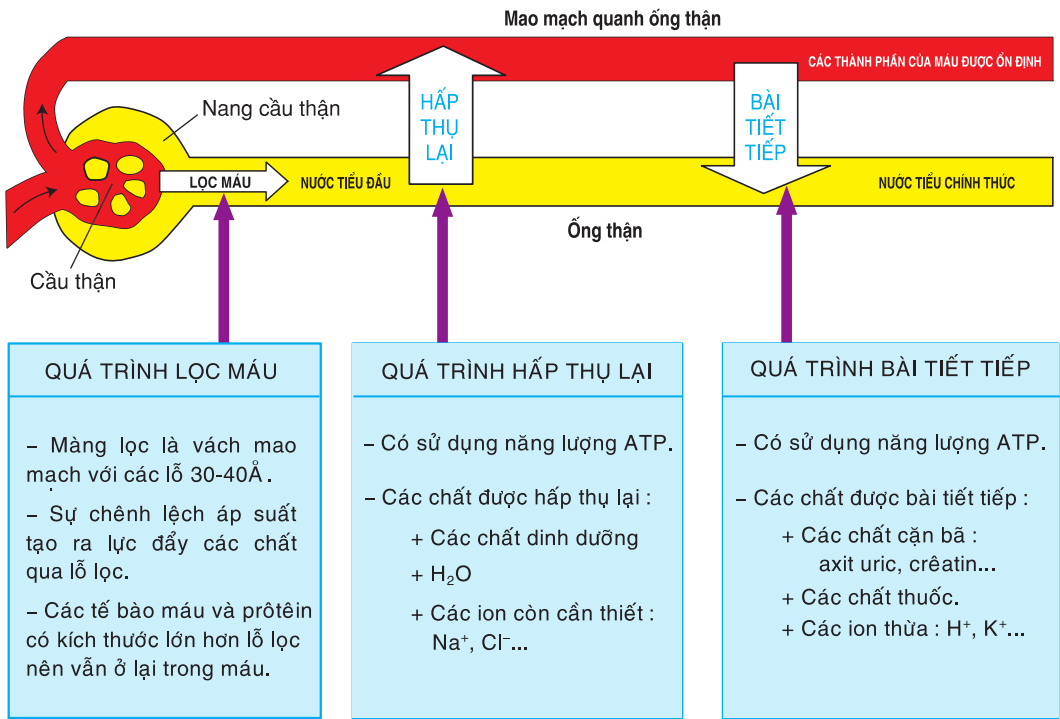 Mao mạch quanh ống thận
CÁC THÀNH PHẦN CỦA MÁU ĐƯỢC ỔN ĐỊNH
Nang cầu thận
HẤP
THỤ
LẠI
BÀI
TIẾT
TIẾP
LỌC MÁU
NƯỚC TIỂU ĐẦU
NƯỚC TIỂU CHÍNH THỨC
Ống thận
Cầu thận
QUÁ TRÌNH LỌC MÁU
– Màng lọc là vách mao
mạch với các lỗ 30-40Å.
– Sự chênh lệch áp suất
tạo ra lực đẩy các chất
qua lỗ lọc.
– Các tế bào máu và prôtêin
có kích thước lớn hơn lỗ lọc
nên vẫn ở lại trong máu.
QUÁ TRÌNH HẤP THỤ LẠI
– Có sử dụng năng lượng ATP.
– Các chất được hấp thụ lại :
+ Các chất dinh dưỡng
+ H₂O
+ Các ion còn cần thiết :
Na⁺, Cl⁻...
QUÁ TRÌNH BÀI TIẾT TIẾP
– Có sử dụng năng lượng ATP.
– Các chất được bài tiết tiếp :
+ Các chất cặn bã :
axit uric, crêatin...
+ Các chất thuốc.
+ Các ion thừa : H⁺, K⁺...